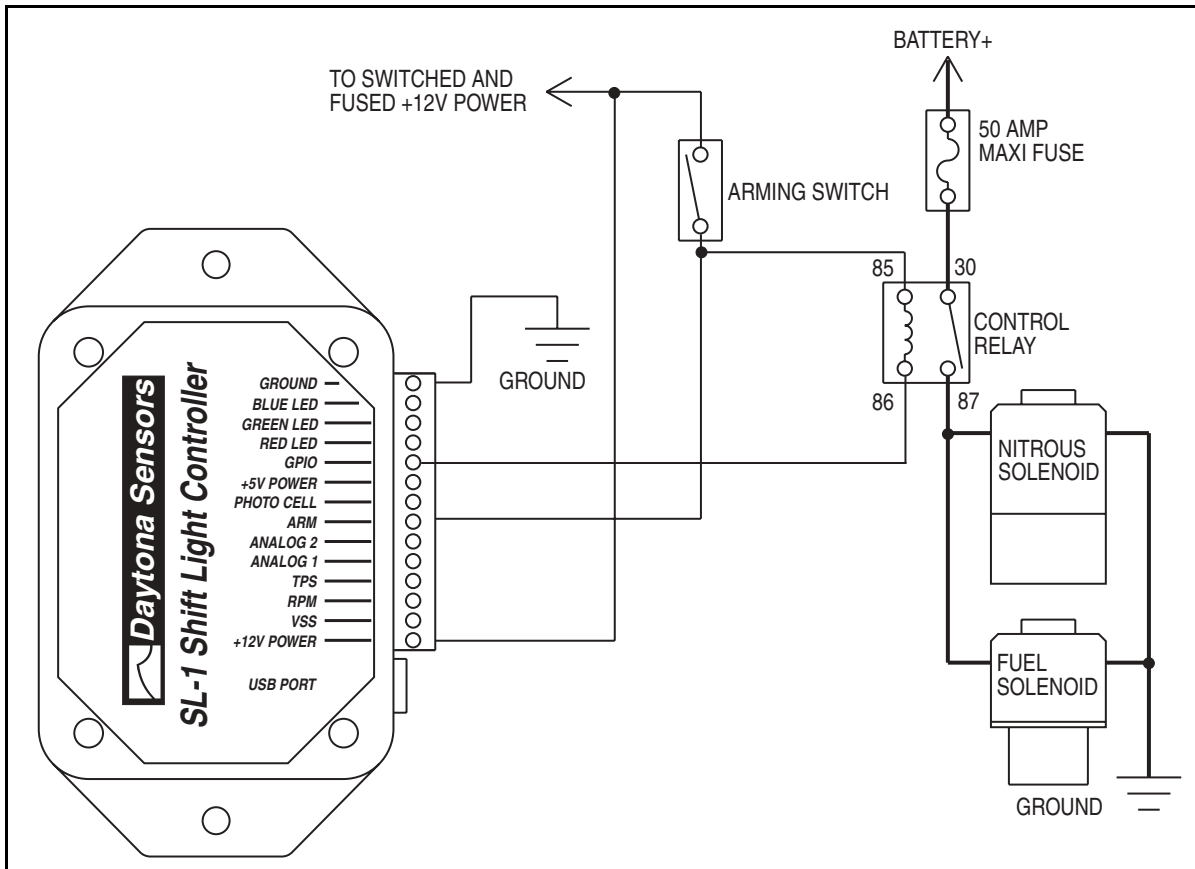 BATTERY+
TO SWITCHED AND
FUSED +12V POWER
50 AMP
MAXI FUSE
ARMING SWITCH
85
30
CONTROL
RELAY
86
87
GROUND
NITROUS
SOLENOID
FUEL
SOLENOID
GROUND
Daytona Sensors
SL-1 Shift Light Controller
GROUND
BLUE LED
GREEN LED
RED LED
GPIO
+5V POWER
PHOTO CELL
ARM
ANALOG 2
ANALOG 1
TPS
RPM
VSS
+12V POWER
USB PORT